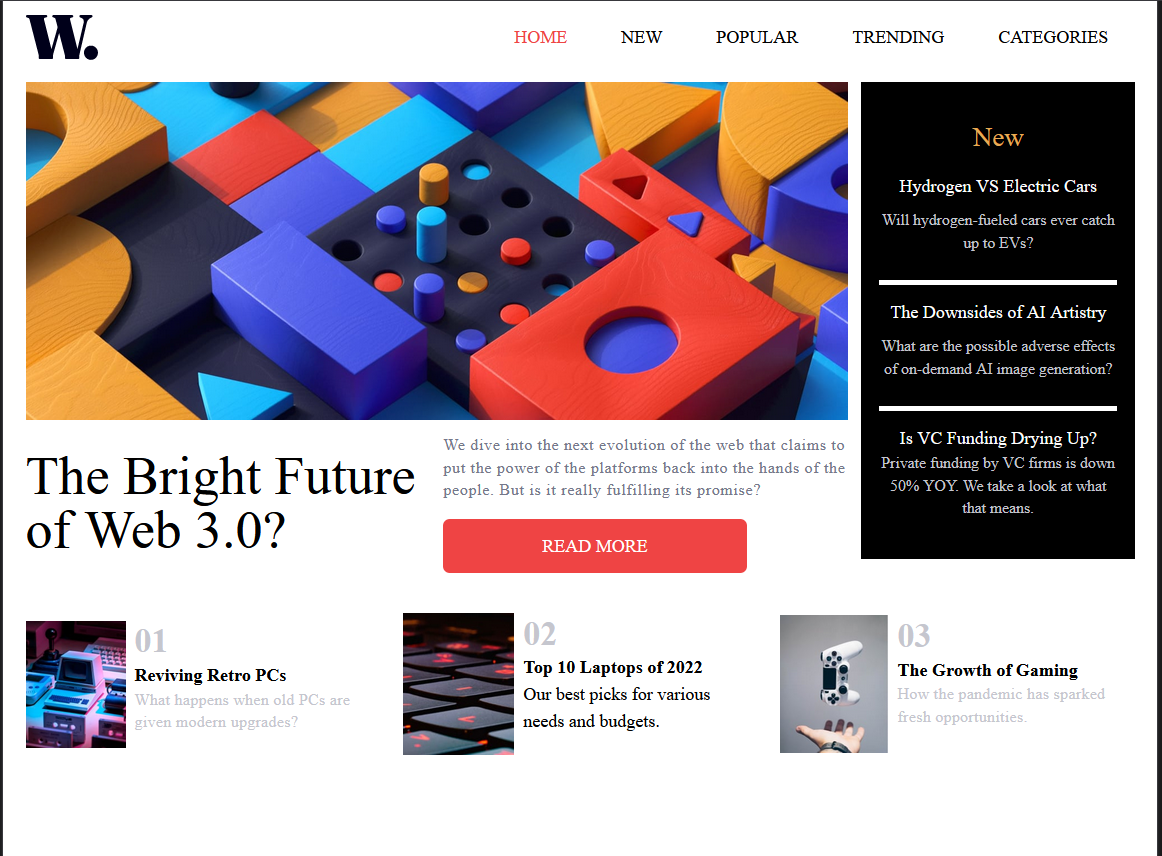 W.
HOME NEW POPULAR TRENDING CATEGORIES
New
Hydrogen VS Electric Cars
Will hydrogen-fueled cars ever catch
up to EVs?
The Downsides of AI Artistry
What are the possible adverse effects
of on-demand AI image generation?
Is VC Funding Drying Up?
Private funding by VC firms is down
50% YOY. We take a look at what
that means.
The Bright Future
of Web 3.0?
We dive into the next evolution of the web that claims to
put the power of the platforms back into the hands of the
people. But is it really fulfilling its promise?
READ MORE
01
Reviving Retro PCs
What happens when old PCs are
given modern upgrades?
02
Top 10 Laptops of 2022
Our best picks for various
needs and budgets.
03
The Growth of Gaming
How the pandemic has sparked
fresh opportunities.